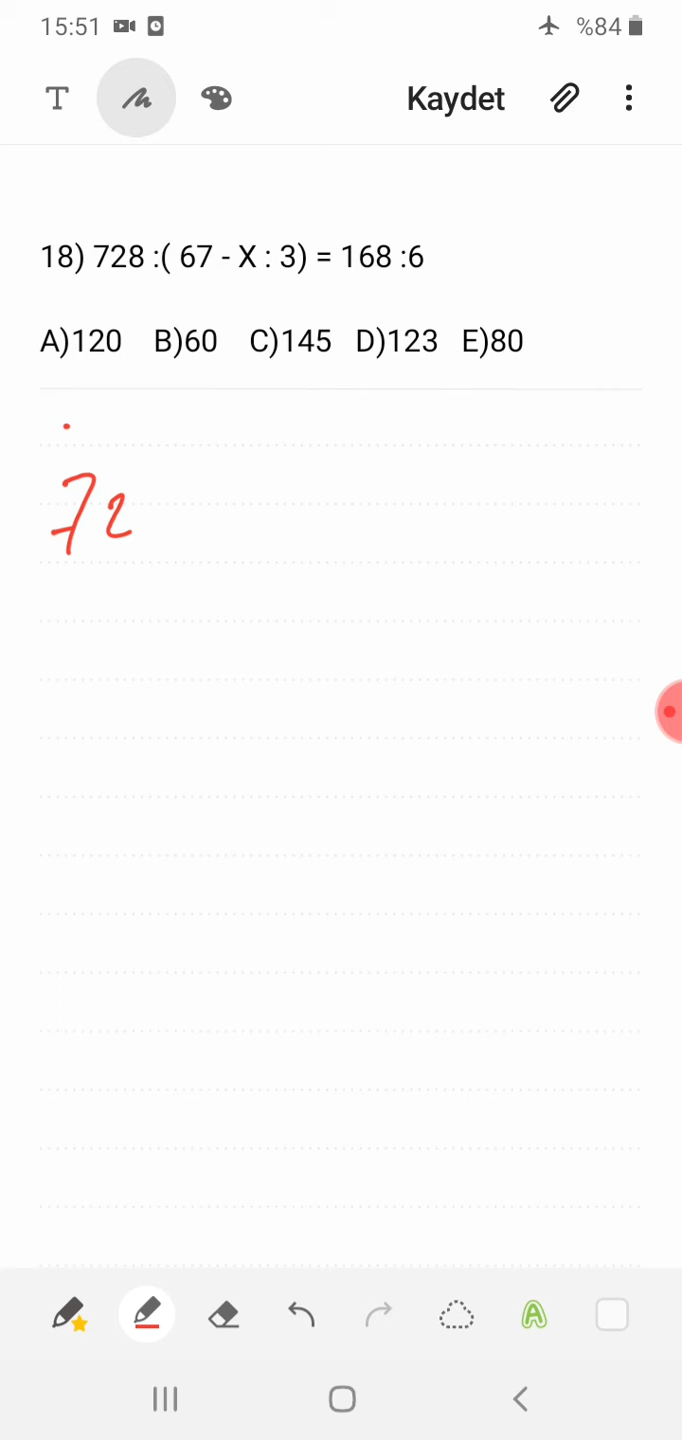 15:51 %84
Kaydet
18) 728 :( 67 - X : 3) = 168 :6
A)120 B)60 C)145 D)123 E)80
72